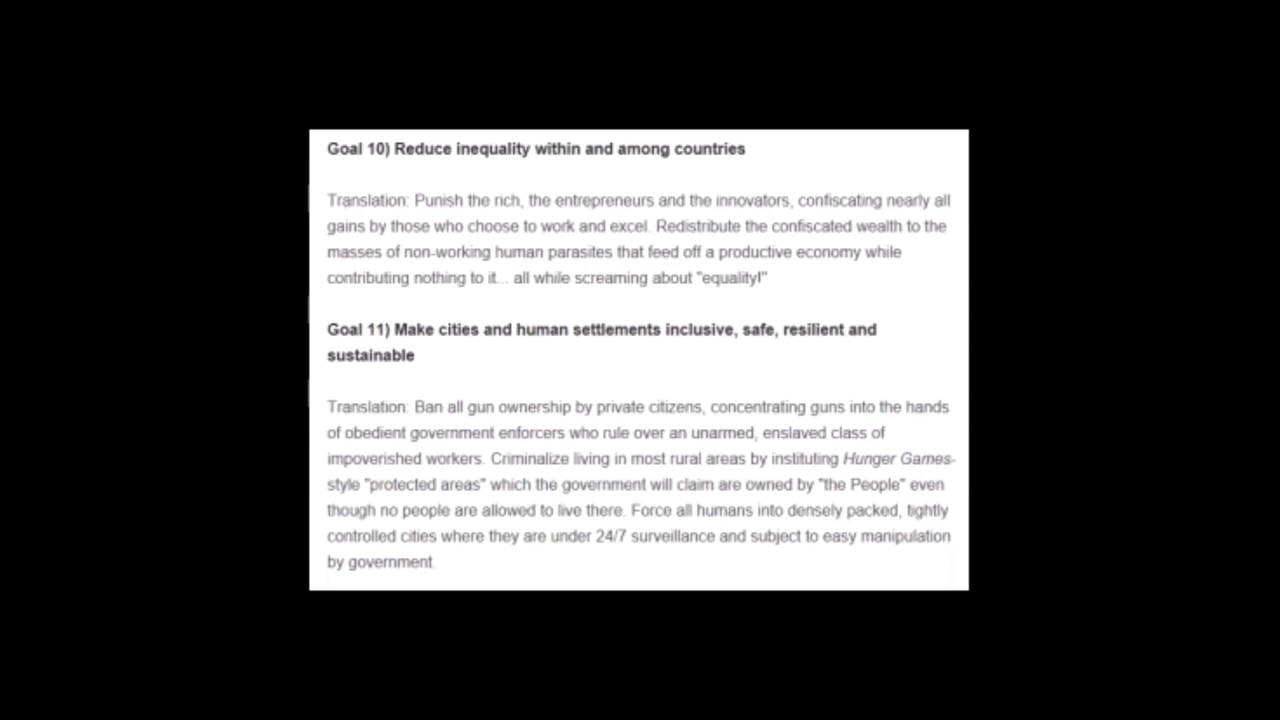 Goal 10) Reduce inequality within and among countries
Translation: Punish the rich, the entrepreneurs and the innovators, confiscating nearly all
gains by those who choose to work and excel. Redistribute the confiscated wealth to the
masses of non-working human parasites that feed off a productive economy while
contributing nothing to it... all while screaming about "equality!"
Goal 11) Make cities and human settlements inclusive, safe, resilient and
sustainable
Translation: Ban all gun ownership by private citizens, concentrating guns into the hands
of obedient government enforcers who rule over an unarmed, enslaved class of
impoverished workers. Criminalize living in most rural areas by instituting Hunger Games-
style "protected areas" which the government will claim are owned by "the People" even
though no people are allowed to live there. Force all humans into densely packed, tightly
controlled cities where they are under 24/7 surveillance and subject to easy manipulation
by government.